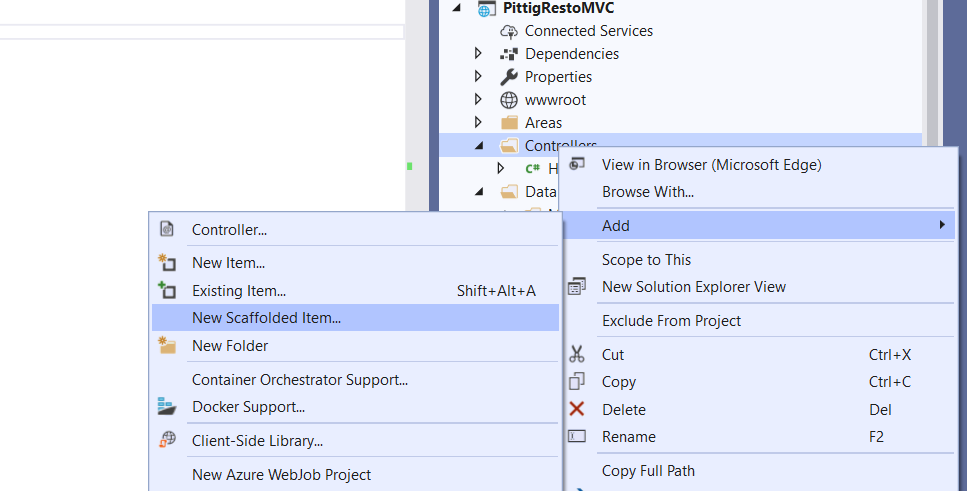 PittigRestoMVC
Connected Services
Dependencies
Properties
wwwroot
Areas
Controllers
C# H
Data
View in Browser (Microsoft Edge)
Browse With...
Add
Scope to This
New Solution Explorer View
Exclude From Project
Cut Ctrl+X
Copy Ctrl+C
Delete Del
Rename F2
Copy Full Path
Controller...
New Item...
Existing Item... Shift+Alt+A
New Scaffolded Item...
New Folder
Container Orchestrator Support...
Docker Support...
Client-Side Library...
New Azure WebJob Project